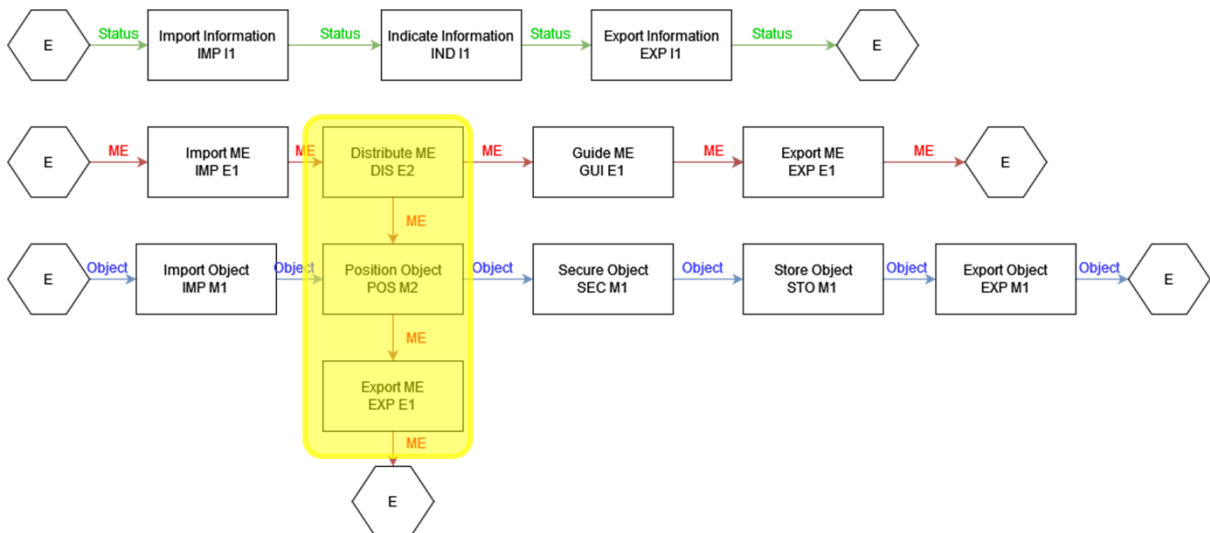 E
Status
Import Information
IMP I1
Status
Indicate Information
IND I1
Status
Export Information
EXP I1
Status
E
E
ME
Import ME
IMP E1
ME
Distribute ME
DIS E2
ME
Guide ME
GUI E1
ME
Export ME
EXP E1
ME
E
ME
E
Object
Import Object
IMP M1
Object
Position Object
POS M2
Object
Secure Object
SEC M1
Object
Store Object
STO M1
Object
Export Object
EXP M1
Object
E
ME
Export ME
EXP E1
ME
E